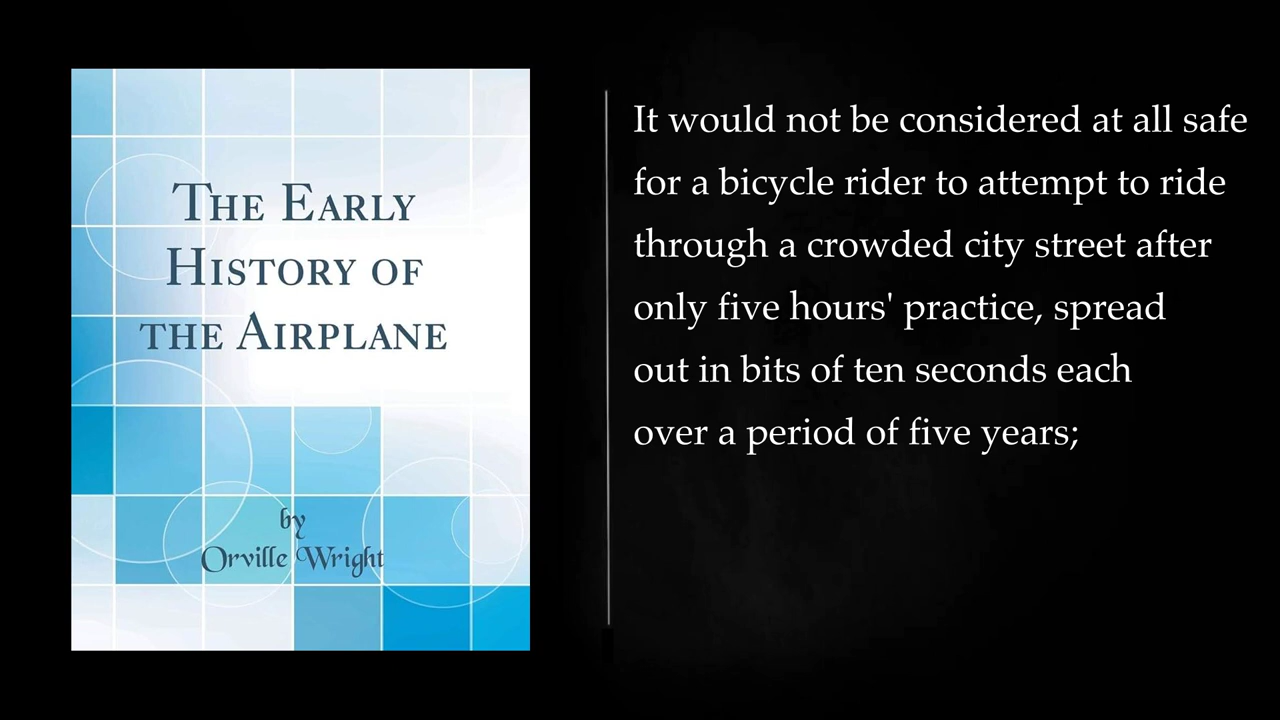 The Early
History of
the Airplane
by
Orville Wright
It would not be considered at all safe
for a bicycle rider to attempt to ride
through a crowded city street after
only five hours' practice, spread
out in bits of ten seconds each
over a period of five years;